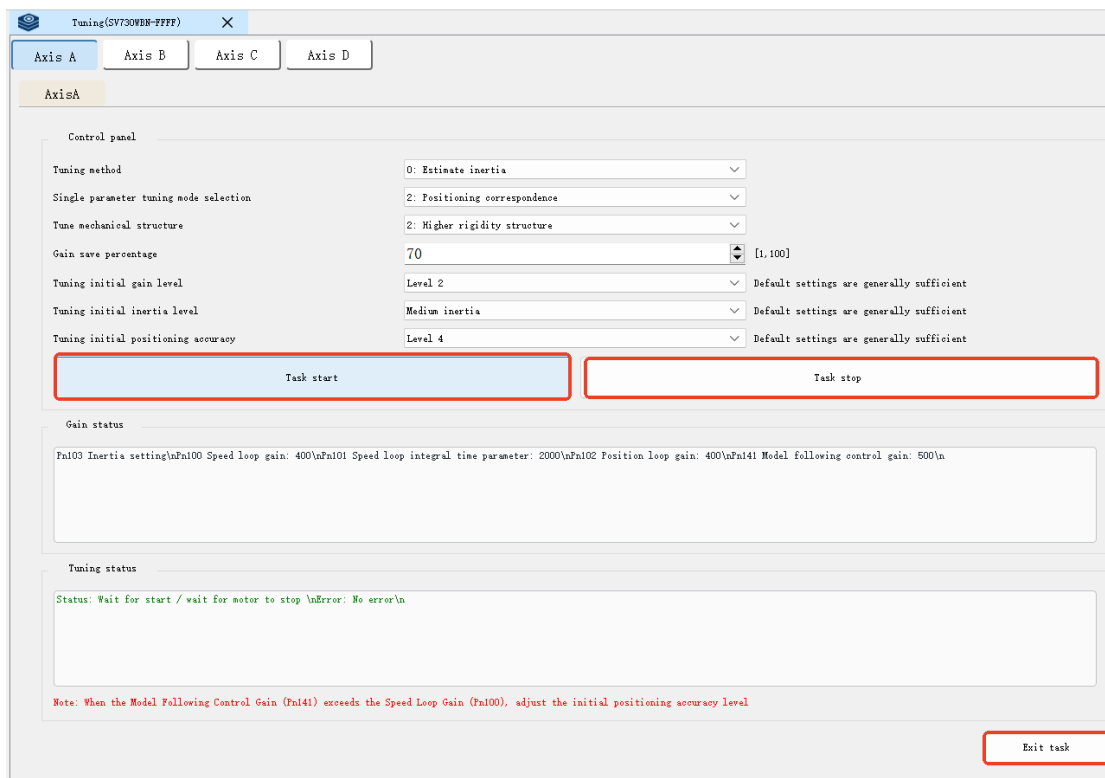 Tuning(SV730WBN-FFFF)
Axis A Axis B Axis C Axis D
AxisA
Control panel
Tuning method 0: Estimate inertia
Single parameter tuning mode selection 2: Positioning correspondence
Tune mechanical structure 2: Higher rigidity structure
Gain save percentage 70 [1,100]
Tuning initial gain level Level 2 Default settings are generally sufficient
Tuning initial inertia level Medium inertia Default settings are generally sufficient
Tuning initial positioning accuracy Level 4 Default settings are generally sufficient
Task start Task stop
Gain status
Pn103 Inertia setting\nPn100 Speed loop gain: 400\nPn101 Speed loop integral time parameter: 2000\nPn102 Position loop gain: 400\nPn141 Model following control gain: 500\n
Tuning status
Status: Wait for start / wait for motor to stop \nError: No error\n
Note: When the Model Following Control Gain (Pn141) exceeds the Speed Loop Gain (Pn100), adjust the initial positioning accuracy level
Exit task